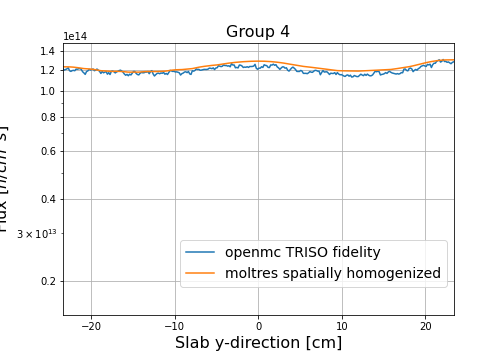 Group 4
1e14
1.4
1.2
1.0
0.8
0.6
0.4
3 × 10¹³
0.2
Flux [n/cm s]
openmc TRISO fidelity
moltres spatially homogenized
−20
−10
0
10
20
Slab y-direction [cm]